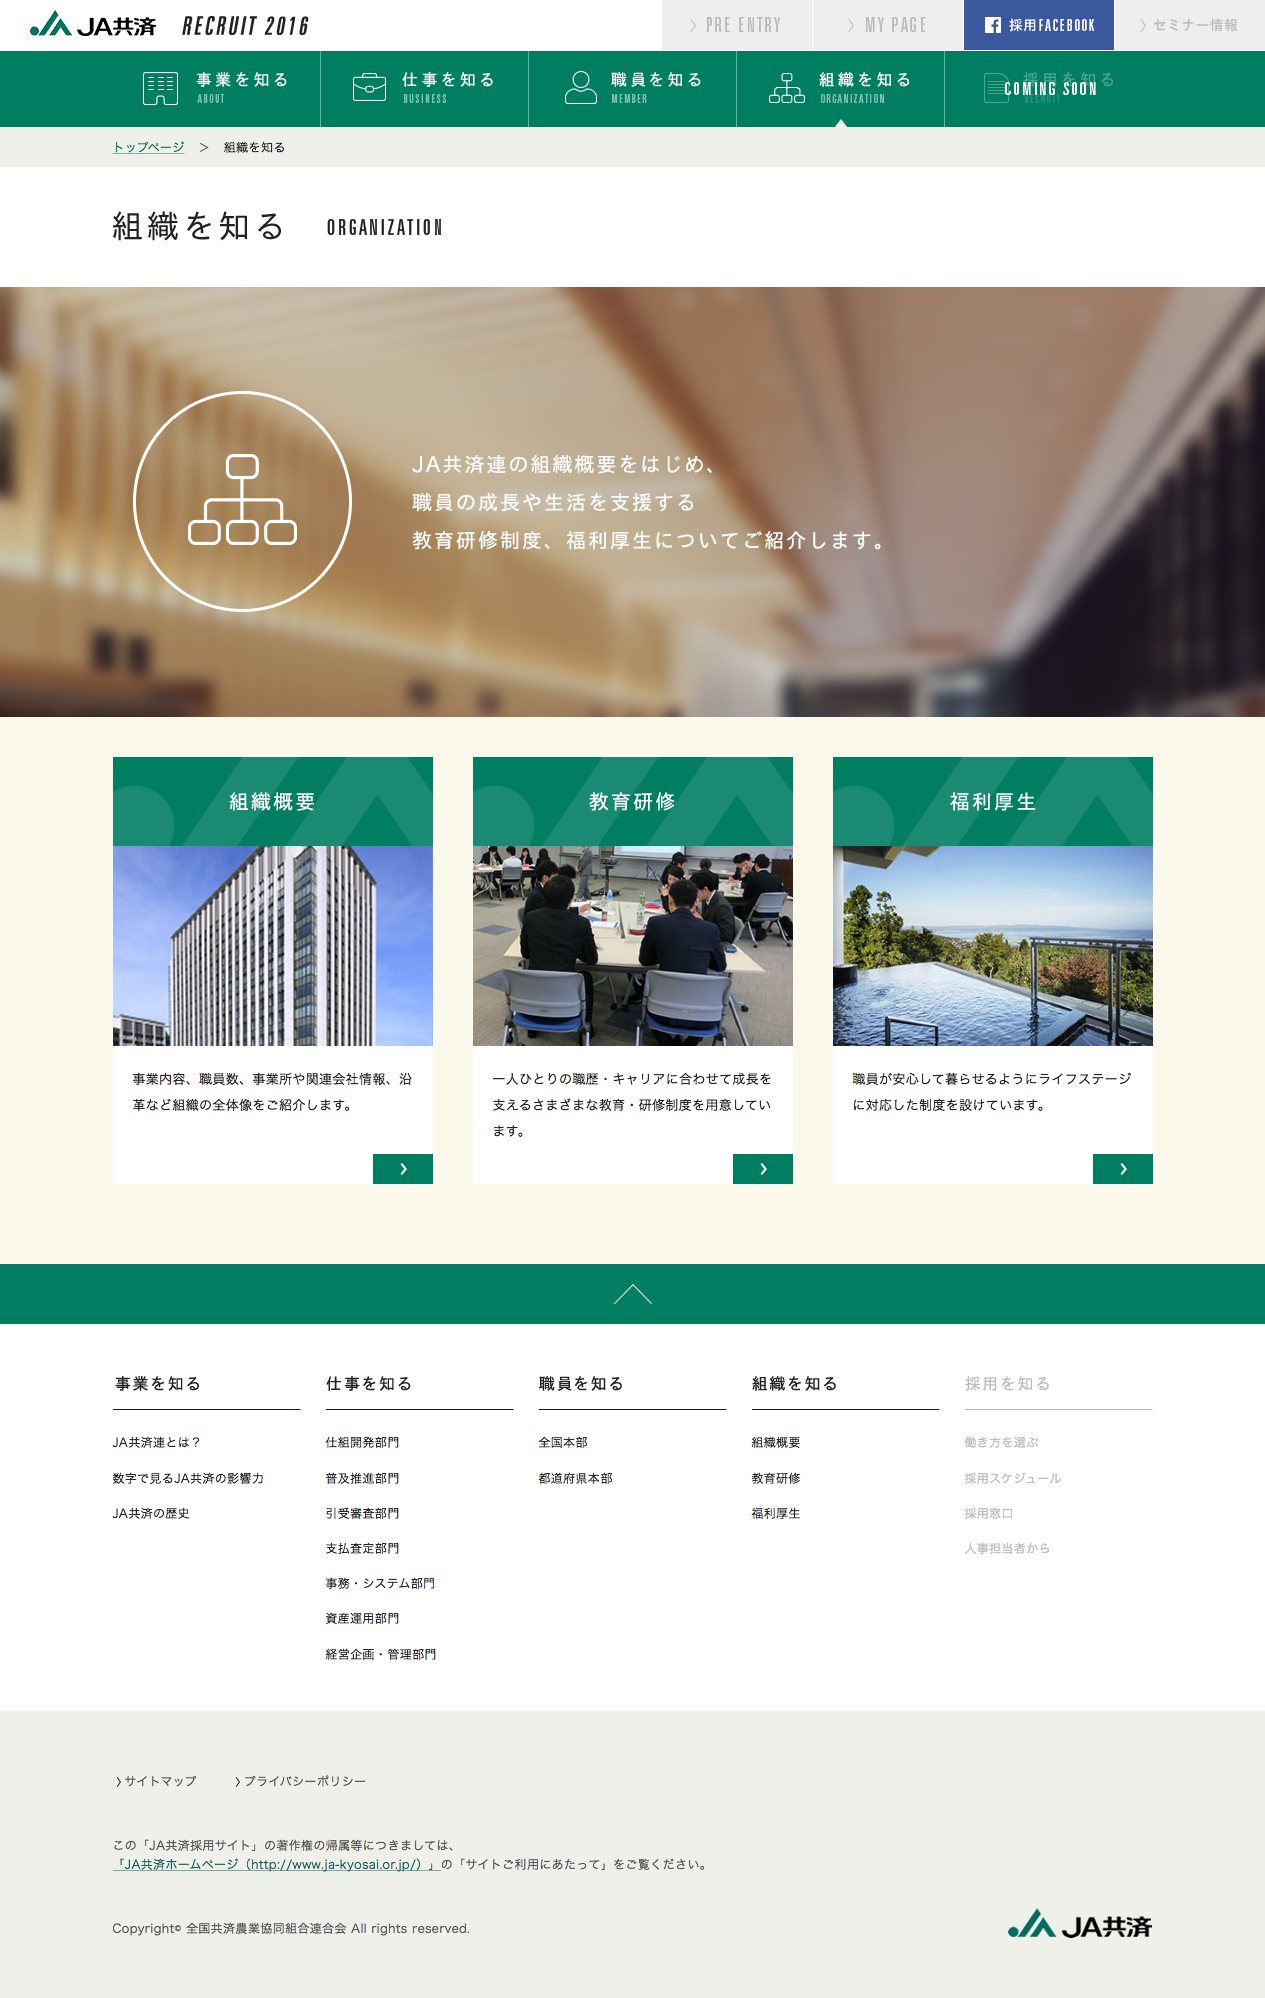 JA共済 RECRUIT 2016
PRE ENTRY
MY PAGE
採用FACEBOOK
セミナー情報
事業を知る
ABOUT
仕事を知る
BUSINESS
職員を知る
MEMBER
組織を知る
ORGANIZATION
採用を知る
RECRUIT
COMING SOON
トップページ > 組織を知る
組織を知る ORGANIZATION
JA共済連の組織概要をはじめ、
職員の成長や生活を支援する
教育研修制度、福利厚生についてご紹介します。
組織概要
事業内容、職員数、事業所や関連会社情報、沿
革など組織の全体像をご紹介します。
教育研修
一人ひとりの職歴・キャリアに合わせて成長を
支えるさまざまな教育・研修制度を用意してい
ます。
福利厚生
職員が安心して暮らせるようにライフステージ
に対応した制度を設けています。
事業を知る
JA共済連とは？
数字で見るJA共済の影響力
JA共済の歴史
仕事を知る
仕組開発部門
普及推進部門
引受審査部門
支払査定部門
事務・システム部門
資産運用部門
経営企画・管理部門
職員を知る
全国本部
都道府県本部
組織を知る
組織概要
教育研修
福利厚生
採用を知る
働き方を選ぶ
採用スケジュール
採用窓口
人事担当者から
サイトマップ
プライバシーポリシー
この「JA共済採用サイト」の著作権の帰属等につきましては、
「JA共済ホームページ（http://www.ja-kyosai.or.jp/）」の「サイトご利用にあたって」をご覧ください。
Copyright© 全国共済農業協同組合連合会 All rights reserved.
JA共済